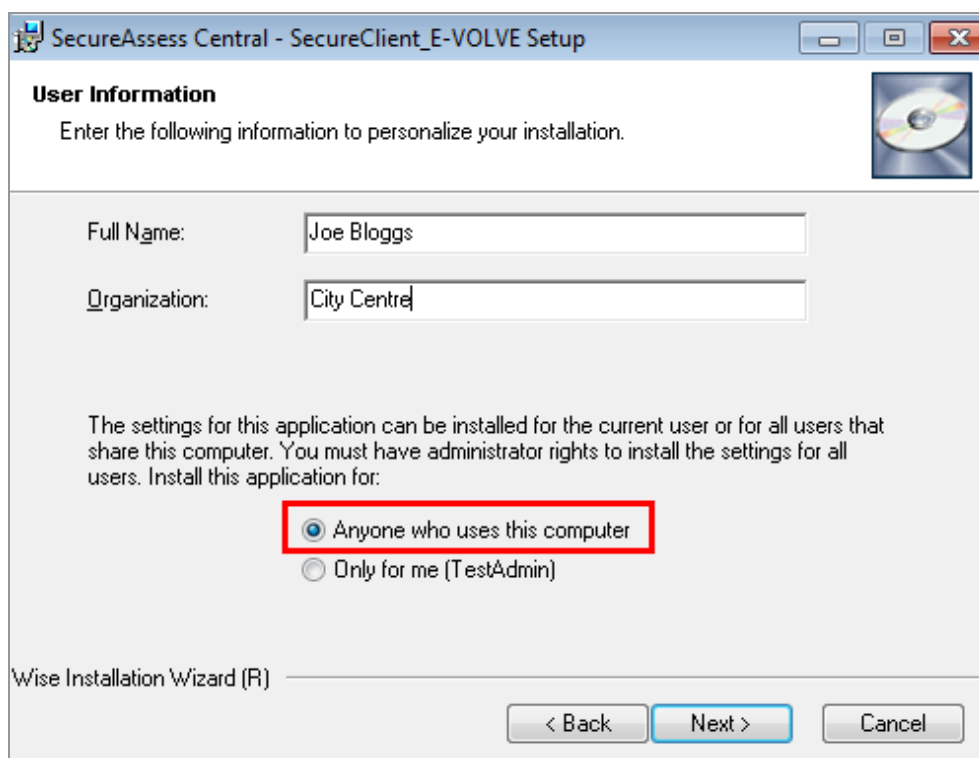 SecureAssess Central - SecureClient_E-VOLVE Setup
User Information
Enter the following information to personalize your installation.
Full Name:
Joe Bloggs
Organization:
City Centre
The settings for this application can be installed for the current user or for all users that
share this computer. You must have administrator rights to install the settings for all
users. Install this application for:
Anyone who uses this computer
Only for me (TestAdmin)
Wise Installation Wizard (R)
< Back
Next >
Cancel